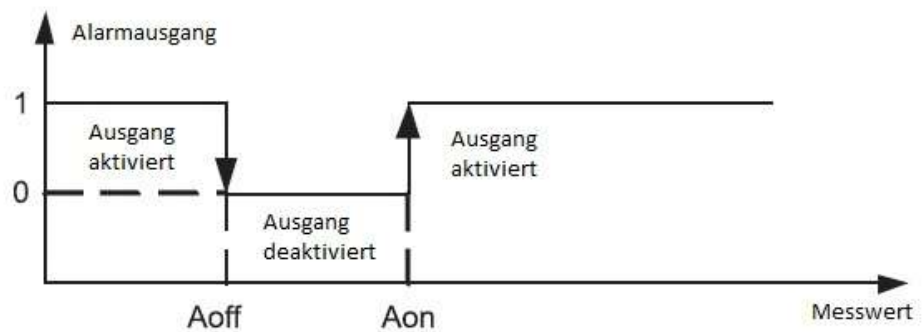 Alarmausgang
1
Ausgang
aktiviert
Ausgang
aktiviert
0
Ausgang
deaktiviert
Aoff
Aon
Messwert